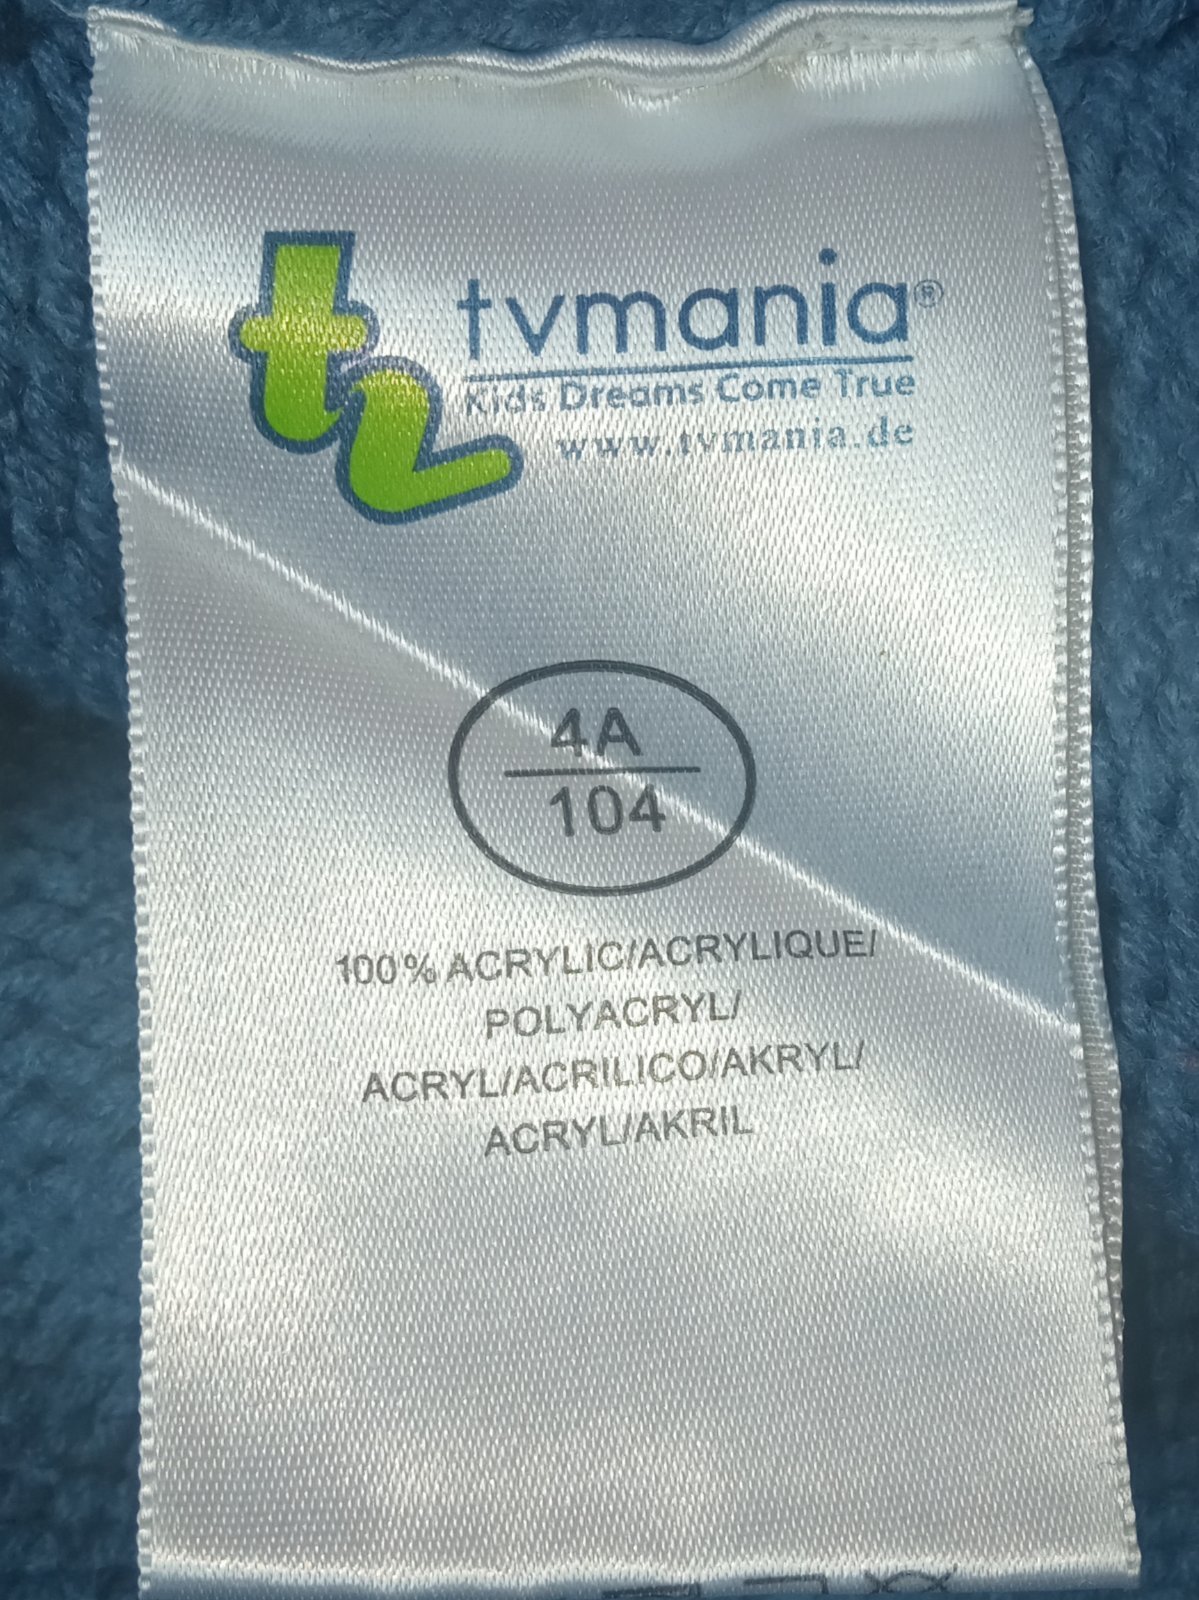 tv
tvmania®
Kids Dreams Come True
www.tvmania.de
4A
104
100% ACRYLIC/ACRYLIQUE/
POLYACRYL/
ACRYL/ACRILICO/AKRYL/
ACRYL/AKRIL